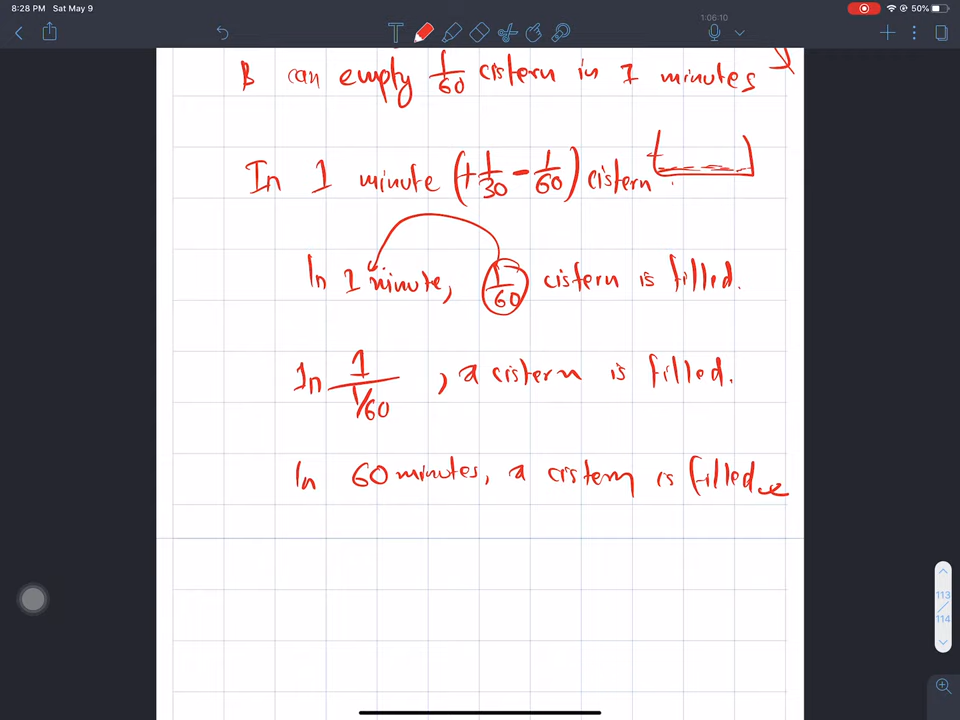 8:28 PM Sat May 9
50%
1:06:10
B can empty 1/60 cistern in 1 minutes
In 1 minute (+1/30 - 1/60) cistern
In 1 minute, 1/60 cistern is filled.
In 1/(1/60), a cistern is filled.
In 60 minutes, a cistern is filled
113
/
114